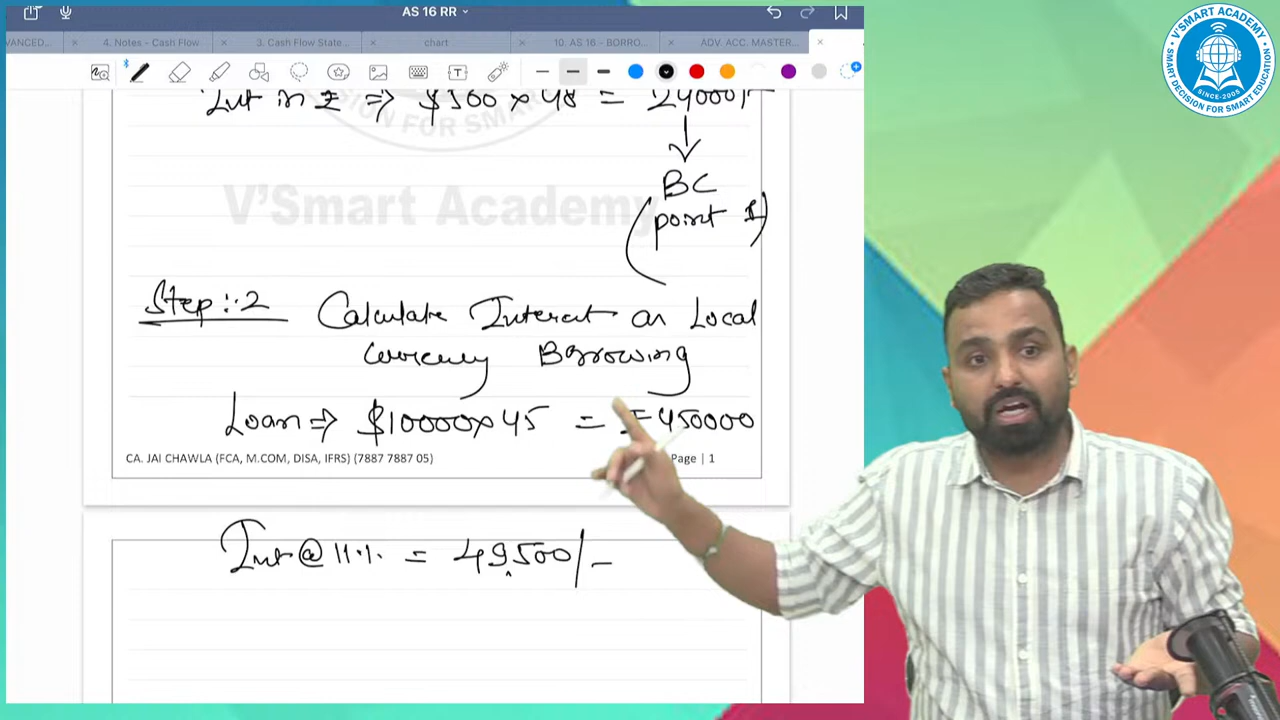 AS 16 RR
VANCED...
4. Notes - Cash Flow
3. Cash Flow State...
chart
10. AS 16 - BORRO...
ADV. ACC. MASTER...
Int in ₹ ⇒ $500 × 48 = 24000/-
BC
(point 1)
V'Smart Academy
Step:-2 Calculate Interest on Local
Currency Borrowing
Loan ⇒ $10000 × 45 = ₹ 450000
CA. JAI CHAWLA (FCA, M.COM, DISA, IFRS) (7887 7887 05)
Page | 1
Int @ 11% = 49,500/-
V'SMART ACADEMY
SMART DECISION FOR SMART EDUCATION
SINCE-2008